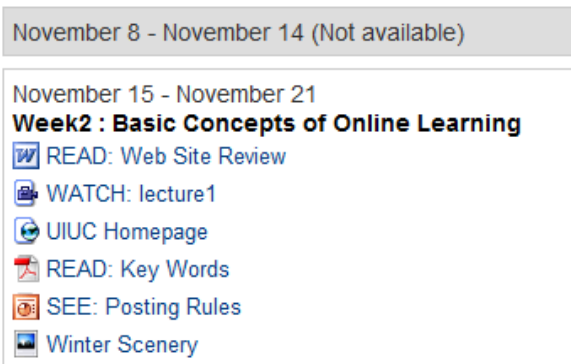 November 8 - November 14 (Not available)
November 15 - November 21
Week2 : Basic Concepts of Online Learning
READ: Web Site Review
WATCH: lecture1
UIUC Homepage
READ: Key Words
SEE: Posting Rules
Winter Scenery